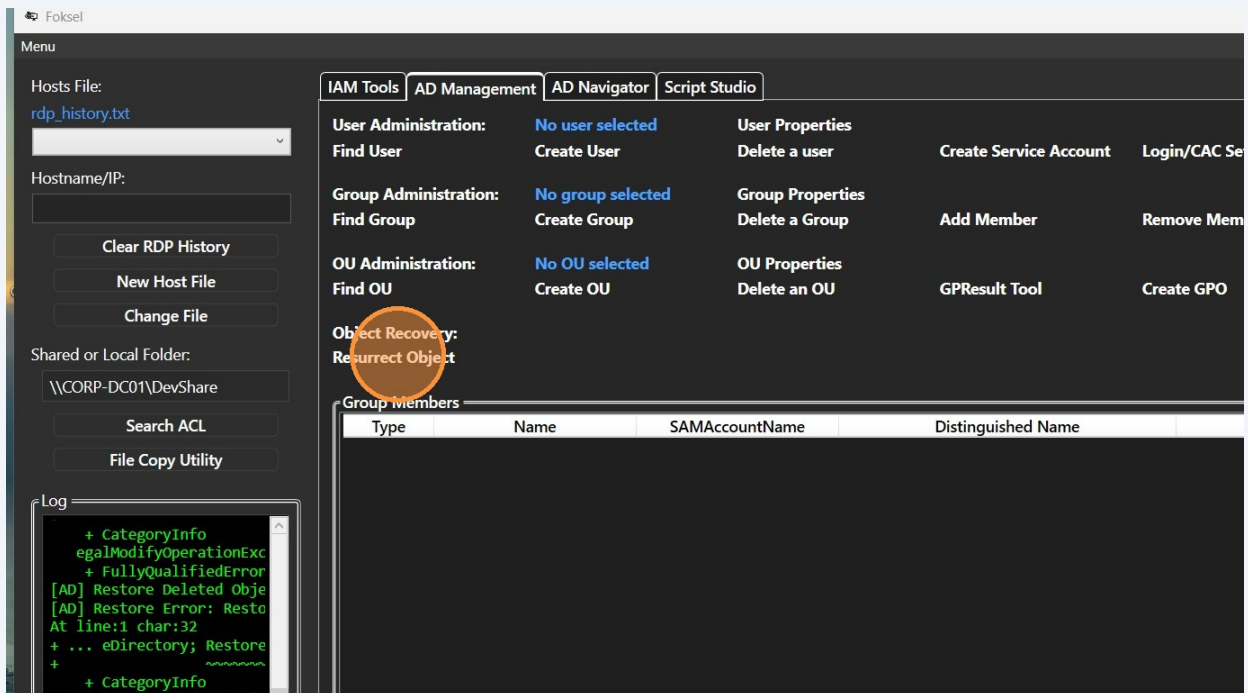 Foksel
Menu
Hosts File:
rdp_history.txt
Hostname/IP:
Clear RDP History
New Host File
Change File
Shared or Local Folder:
\\CORP-DC01\DevShare
Search ACL
File Copy Utility
Log
+ CategoryInfo
egalModifyOperationExc
+ FullyQualifiedError
[AD] Restore Deleted Obje
[AD] Restore Error: Resto
At line:1 char:32
+ ... eDirectory; Restore
+ ~~~~~~~
+ CategoryInfo
IAM Tools AD Management AD Navigator Script Studio
User Administration: No user selected User Properties
Find User Create User Delete a user Create Service Account Login/CAC Se
Group Administration: No group selected Group Properties
Find Group Create Group Delete a Group Add Member Remove Mem
OU Administration: No OU selected OU Properties
Find OU Create OU Delete an OU GPResult Tool Create GPO
Object Recovery:
Resurrect Object
Group Members
Type Name SAMAccountName Distinguished Name